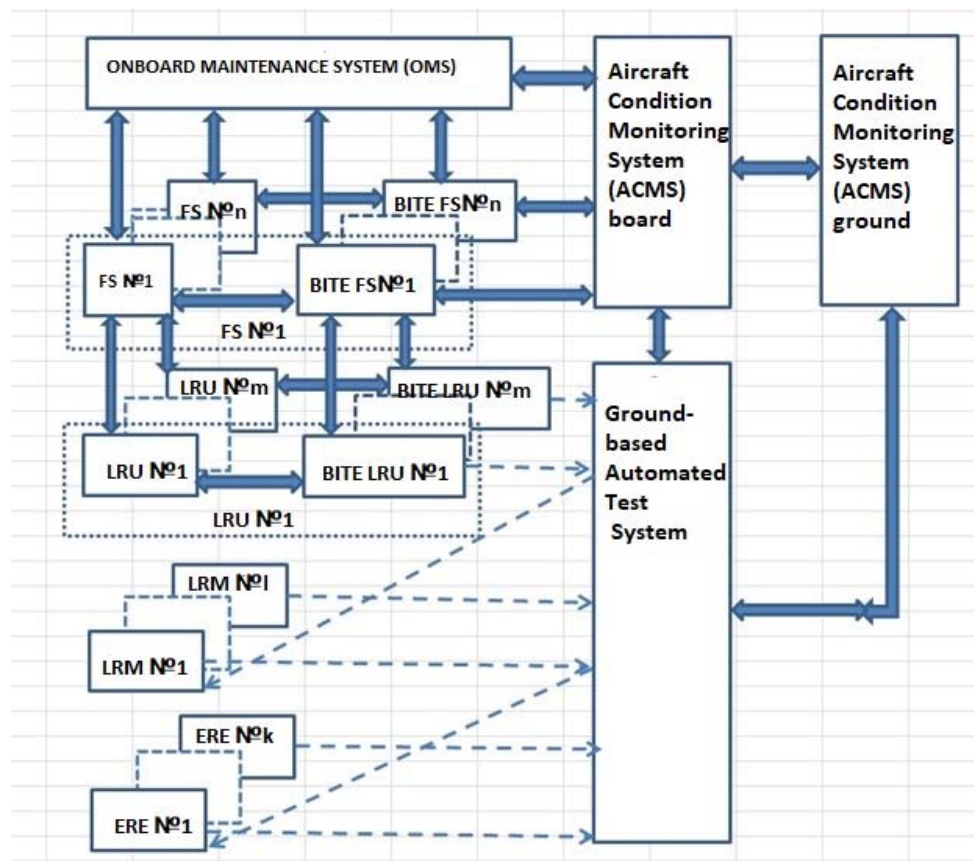 ONBOARD MAINTENANCE SYSTEM (OMS)
Aircraft
Condition
Monitoring
System
(ACMS)
board
Aircraft
Condition
Monitoring
System
(ACMS)
ground
FS №n
BITE FS№n
FS №1
BITE FS№1
FS №1
LRU №m
BITE LRU №m
LRU №1
BITE LRU №1
LRU №1
Ground-
based
Automated
Test
System
LRM №l
LRM №1
ERE №k
ERE №1